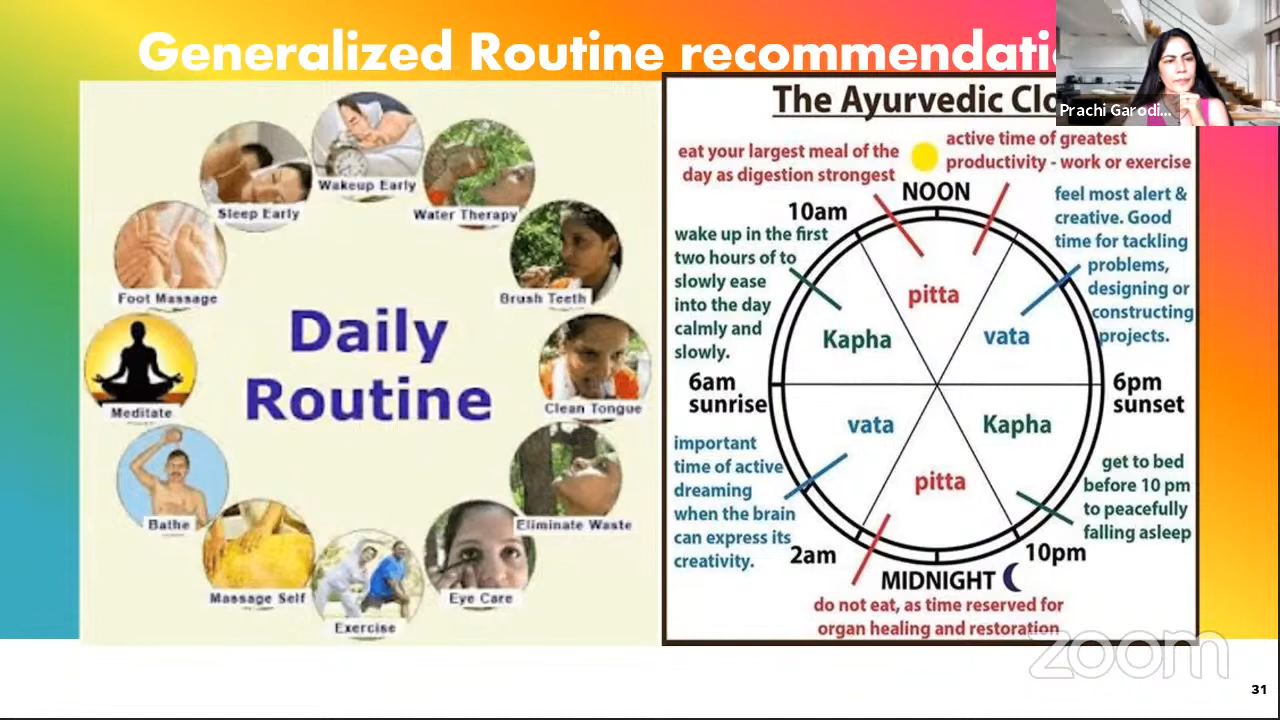 Generalized Routine recommendati
Prachi Garodi...
Wakeup Early
Water Therapy
Brush Teeth
Clean Tongue
Eliminate Waste
Eye Care
Exercise
Massage Self
Bathe
Meditate
Foot Massage
Sleep Early
Daily
Routine
The Ayurvedic Clo
eat your largest meal of the
day as digestion strongest
active time of greatest
productivity - work or exercise
NOON
10am
feel most alert &
creative. Good
time for tackling
problems,
designing or
constructing
projects.
wake up in the first
two hours of to
slowly ease
into the day
calmly and
slowly.
pitta
Kapha
vata
6am
sunrise
6pm
sunset
vata
Kapha
pitta
important
time of active
dreaming
when the brain
can express its
creativity.
get to bed
before 10 pm
to peacefully
falling asleep
2am
10pm
MIDNIGHT
do not eat, as time reserved for
organ healing and restoration
zoom
31